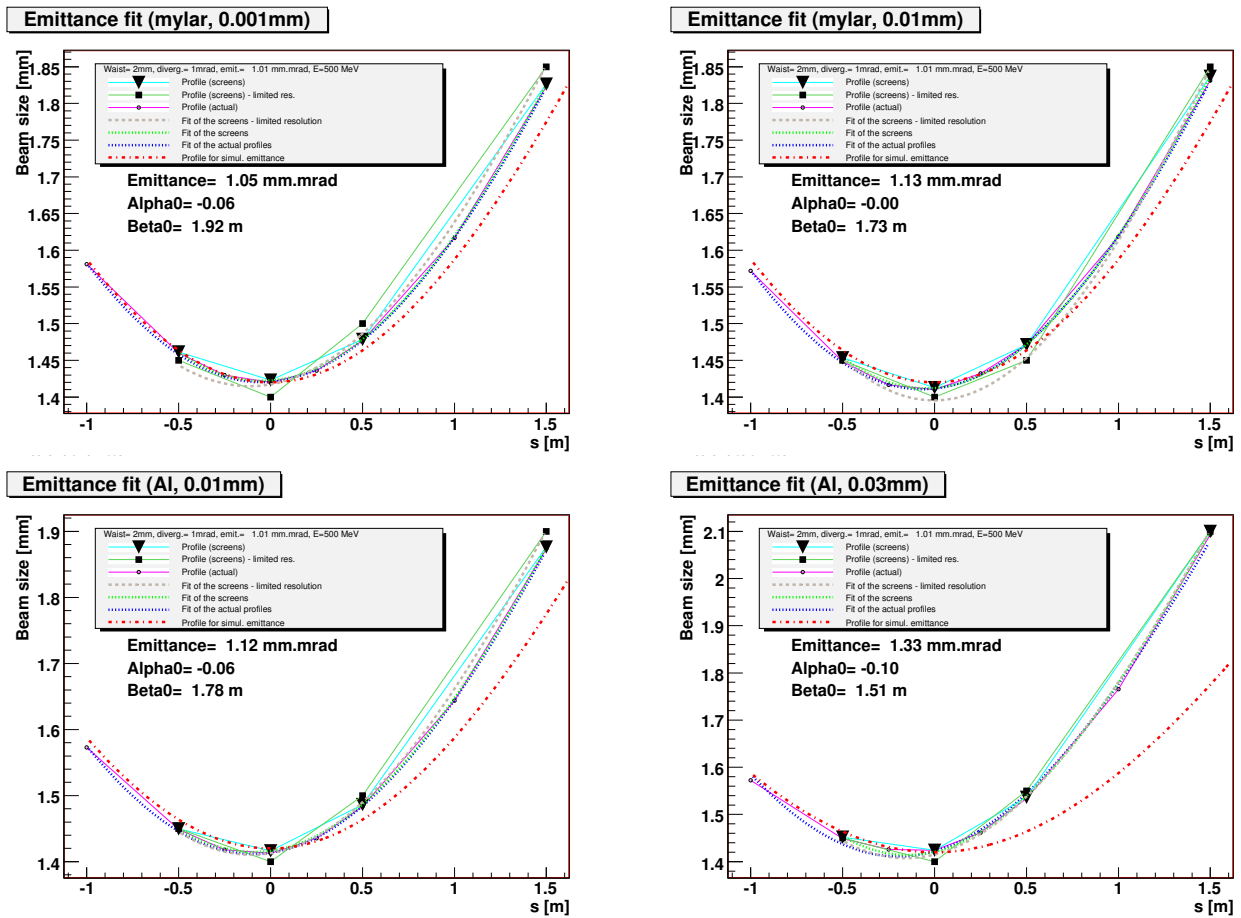 Emittance fit (mylar, 0.001mm)
Beam size [mm]
1.85
1.8
1.75
1.7
1.65
1.6
1.55
1.5
1.45
1.4
Waist= 2mm, diverg.= 1mrad, emit.= 1.01 mm.mrad, E=500 MeV
Profile (screens)
Profile (screens) - limited res.
Profile (actual)
Fit of the screens - limited resolution
Fit of the screens
Fit of the actual profiles
Profile for simul. emittance
Emittance= 1.05 mm.mrad
Alpha0= -0.06
Beta0= 1.92 m
-1 -0.5 0 0.5 1 1.5
s [m]
Emittance fit (mylar, 0.01mm)
Beam size [mm]
1.85
1.8
1.75
1.7
1.65
1.6
1.55
1.5
1.45
1.4
Waist= 2mm, diverg.= 1mrad, emit.= 1.01 mm.mrad, E=500 MeV
Profile (screens)
Profile (screens) - limited res.
Profile (actual)
Fit of the screens - limited resolution
Fit of the screens
Fit of the actual profiles
Profile for simul. emittance
Emittance= 1.13 mm.mrad
Alpha0= -0.00
Beta0= 1.73 m
-1 -0.5 0 0.5 1 1.5
s [m]
Emittance fit (Al, 0.01mm)
Beam size [mm]
1.9
1.8
1.7
1.6
1.5
1.4
Waist= 2mm, diverg.= 1mrad, emit.= 1.01 mm.mrad, E=500 MeV
Profile (screens)
Profile (screens) - limited res.
Profile (actual)
Fit of the screens - limited resolution
Fit of the screens
Fit of the actual profiles
Profile for simul. emittance
Emittance= 1.12 mm.mrad
Alpha0= -0.06
Beta0= 1.78 m
-1 -0.5 0 0.5 1 1.5
s [m]
Emittance fit (Al, 0.03mm)
Beam size [mm]
2.1
2
1.9
1.8
1.7
1.6
1.5
1.4
Waist= 2mm, diverg.= 1mrad, emit.= 1.01 mm.mrad, E=500 MeV
Profile (screens)
Profile (screens) - limited res.
Profile (actual)
Fit of the screens - limited resolution
Fit of the screens
Fit of the actual profiles
Profile for simul. emittance
Emittance= 1.33 mm.mrad
Alpha0= -0.10
Beta0= 1.51 m
-1 -0.5 0 0.5 1 1.5
s [m]